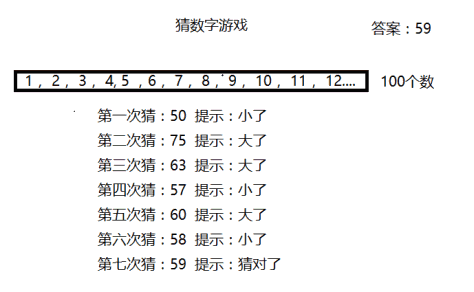 猜数字游戏
答案：59
1，2，3，4，5，6，7，8，9，10，11，12....
100个数
第一次猜：50 提示：小了
第二次猜：75 提示：大了
第三次猜：63 提示：大了
第四次猜：57 提示：小了
第五次猜：60 提示：大了
第六次猜：58 提示：小了
第七次猜：59 提示：猜对了